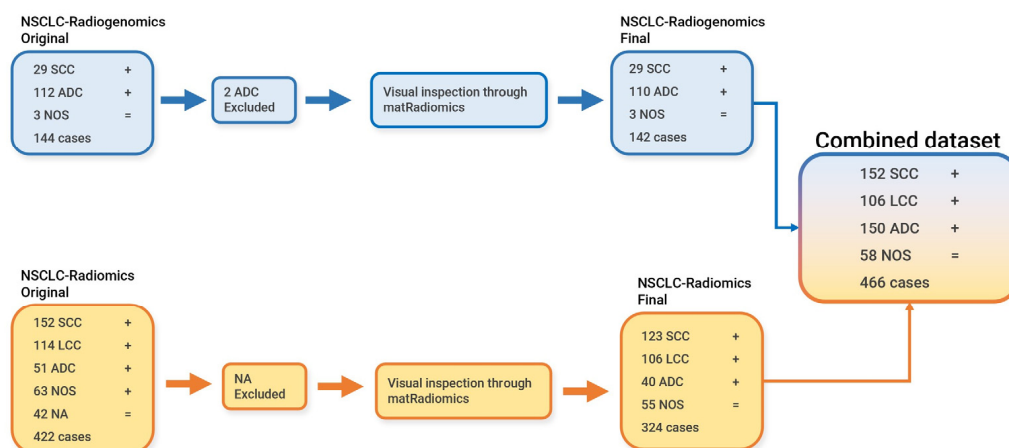 NSCLC-Radiogenomics
Original
29 SCC +
112 ADC +
3 NOS =
144 cases
2 ADC
Excluded
Visual inspection through
matRadiomics
NSCLC-Radiogenomics
Final
29 SCC +
110 ADC +
3 NOS =
142 cases
Combined dataset
152 SCC +
106 LCC +
150 ADC +
58 NOS =
466 cases
NSCLC-Radiomics
Original
152 SCC +
114 LCC +
51 ADC +
63 NOS +
42 NA =
422 cases
NA
Excluded
Visual inspection through
matRadiomics
NSCLC-Radiomics
Final
123 SCC +
106 LCC +
40 ADC +
55 NOS =
324 cases